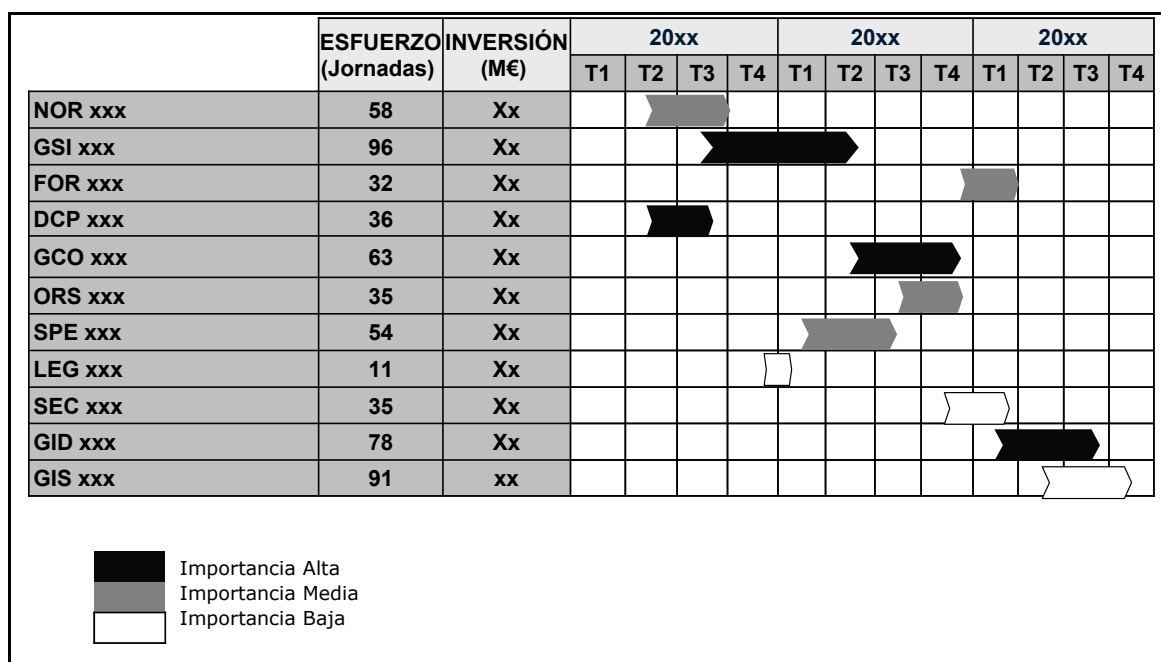 ESFUERZO INVERSIÓN 20xx 20xx 20xx
(Jornadas) (M€) T1 T2 T3 T4 T1 T2 T3 T4 T1 T2 T3 T4
NOR xxx 58 Xx
GSI xxx 96 Xx
FOR xxx 32 Xx
DCP xxx 36 Xx
GCO xxx 63 Xx
ORS xxx 35 Xx
SPE xxx 54 Xx
LEG xxx 11 Xx
SEC xxx 35 Xx
GID xxx 78 Xx
GIS xxx 91 xx
Importancia Alta
Importancia Media
Importancia Baja